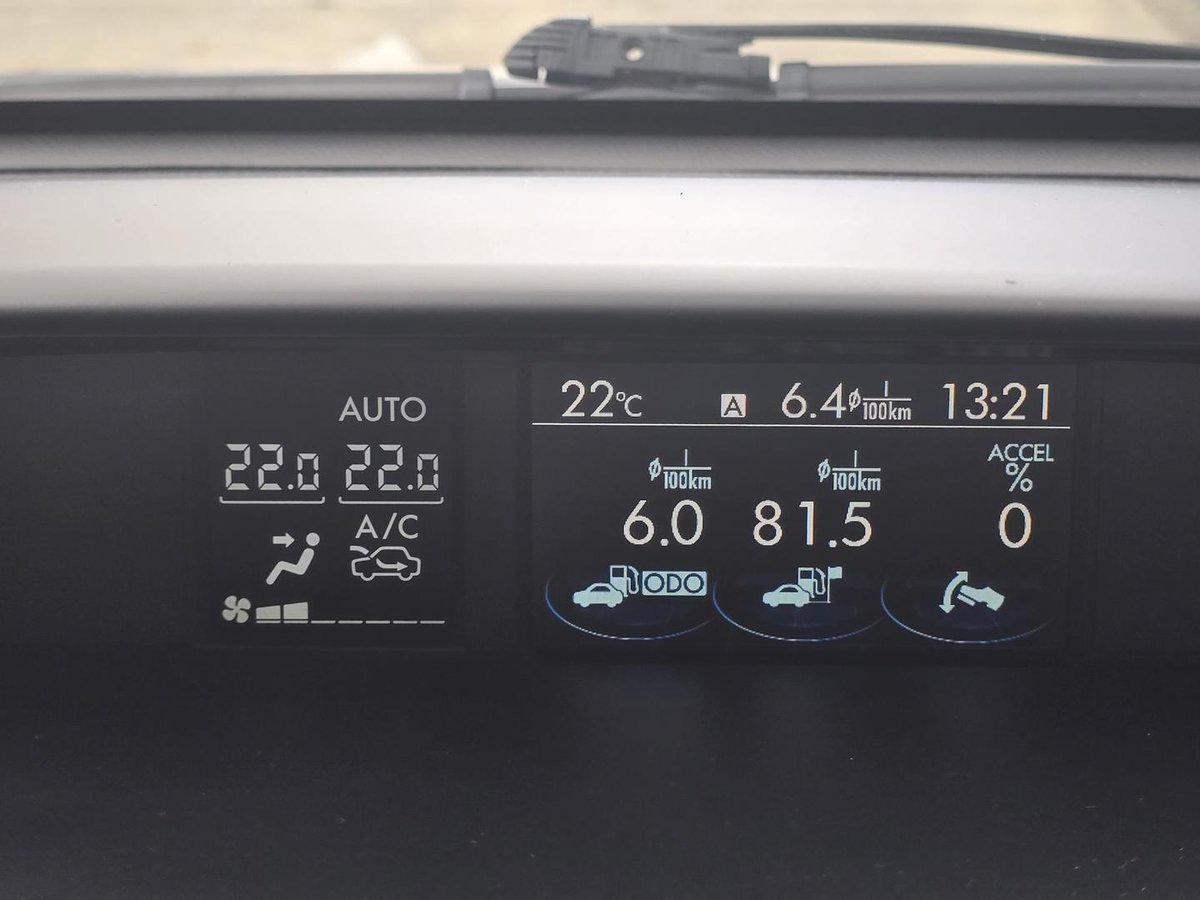 AUTO
22.0 22.0
A/C
22°C A 6.4 ø l/100km 13:21
ø l/100km ø l/100km ACCEL %
6.0 81.5 0
ODO